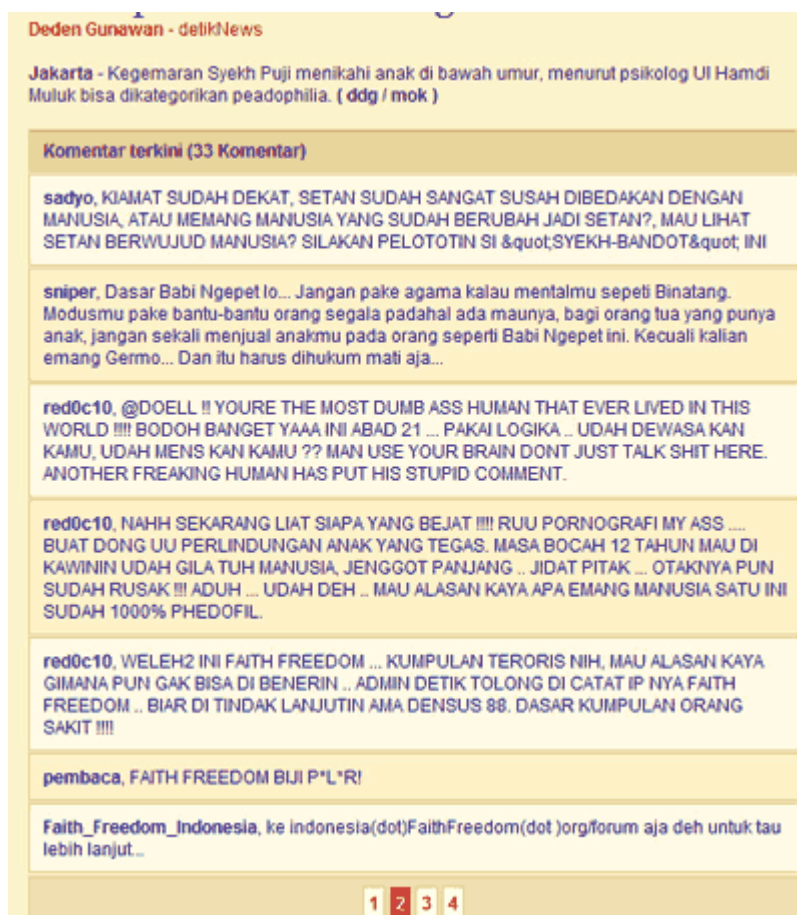 Deden Gunawan - detikNews
Jakarta - Kegemaran Syekh Puji menikahi anak di bawah umur, menurut psikolog UI Hamdi
Muluk bisa dikategorikan peadophilia. ( ddg / mok )
Komentar terkini (33 Komentar)
sadyo, KIAMAT SUDAH DEKAT, SETAN SUDAH SANGAT SUSAH DIBEDAKAN DENGAN
MANUSIA, ATAU MEMANG MANUSIA YANG SUDAH BERUBAH JADI SETAN?, MAU LIHAT
SETAN BERWUJUD MANUSIA? SILAKAN PELOTOTIN SI &quot;SYEKH-BANDOT&quot; INI
sniper, Dasar Babi Ngepet lo... Jangan pake agama kalau mentalmu sepeti Binatang.
Modusmu pake bantu-bantu orang segala padahal ada maunya, bagi orang tua yang punya
anak, jangan sekali menjual anakmu pada orang seperti Babi Ngepet ini. Kecuali kalian
emang Germo... Dan itu harus dihukum mati aja...
red0c10, @DOELL !! YOURE THE MOST DUMB ASS HUMAN THAT EVER LIVED IN THIS
WORLD !!!! BODOH BANGET YAAA INI ABAD 21 ... PAKAI LOGIKA .. UDAH DEWASA KAN
KAMU, UDAH MENS KAN KAMU ?? MAN USE YOUR BRAIN DONT JUST TALK SHIT HERE.
ANOTHER FREAKING HUMAN HAS PUT HIS STUPID COMMENT.
red0c10, NAHH SEKARANG LIAT SIAPA YANG BEJAT !!!! RUU PORNOGRAFI MY ASS ....
BUAT DONG UU PERLINDUNGAN ANAK YANG TEGAS. MASA BOCAH 12 TAHUN MAU DI
KAWININ UDAH GILA TUH MANUSIA, JENGGOT PANJANG .. JIDAT PITAK ... OTAKNYA PUN
SUDAH RUSAK !!! ADUH ... UDAH DEH .. MAU ALASAN KAYA APA EMANG MANUSIA SATU INI
SUDAH 1000% PHEDOFIL.
red0c10, WELEH2 INI FAITH FREEDOM ... KUMPULAN TERORIS NIH, MAU ALASAN KAYA
GIMANA PUN GAK BISA DI BENERIN .. ADMIN DETIK TOLONG DI CATAT IP NYA FAITH
FREEDOM .. BIAR DI TINDAK LANJUTIN AMA DENSUS 88. DASAR KUMPULAN ORANG
SAKIT !!!!
pembaca, FAITH FREEDOM BIJI P*L*R!
Faith_Freedom_Indonesia, ke indonesia(dot)FaithFreedom(dot )org/forum aja deh untuk tau
lebih lanjut...
1 2 3 4